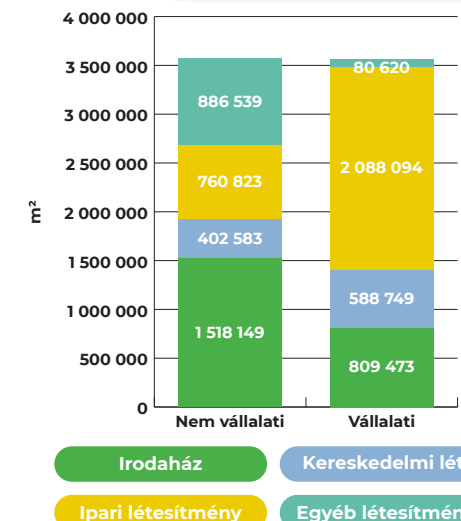 4 000 000
3 500 000
3 000 000
2 500 000
2 000 000
1 500 000
1 000 000
500 000
0
m²
886 539
760 823
402 583
1 518 149
80 620
2 088 094
588 749
809 473
Nem vállalati
Vállalati
Irodaház
Kereskedelmi lét
Ipari létesítmény
Egyéb létesítmén